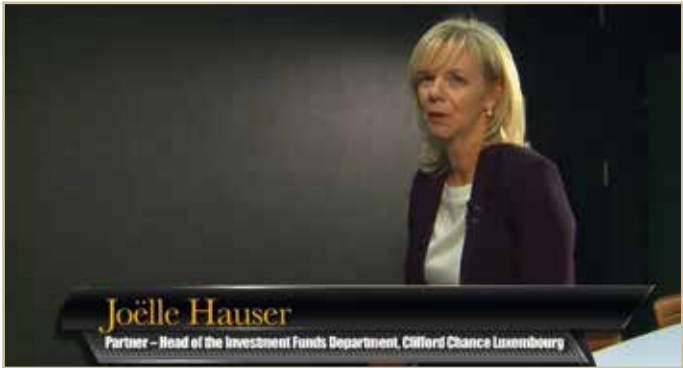 Joëlle Hauser
Partner – Head of the Investment Funds Department, Clifford Chance Luxembourg